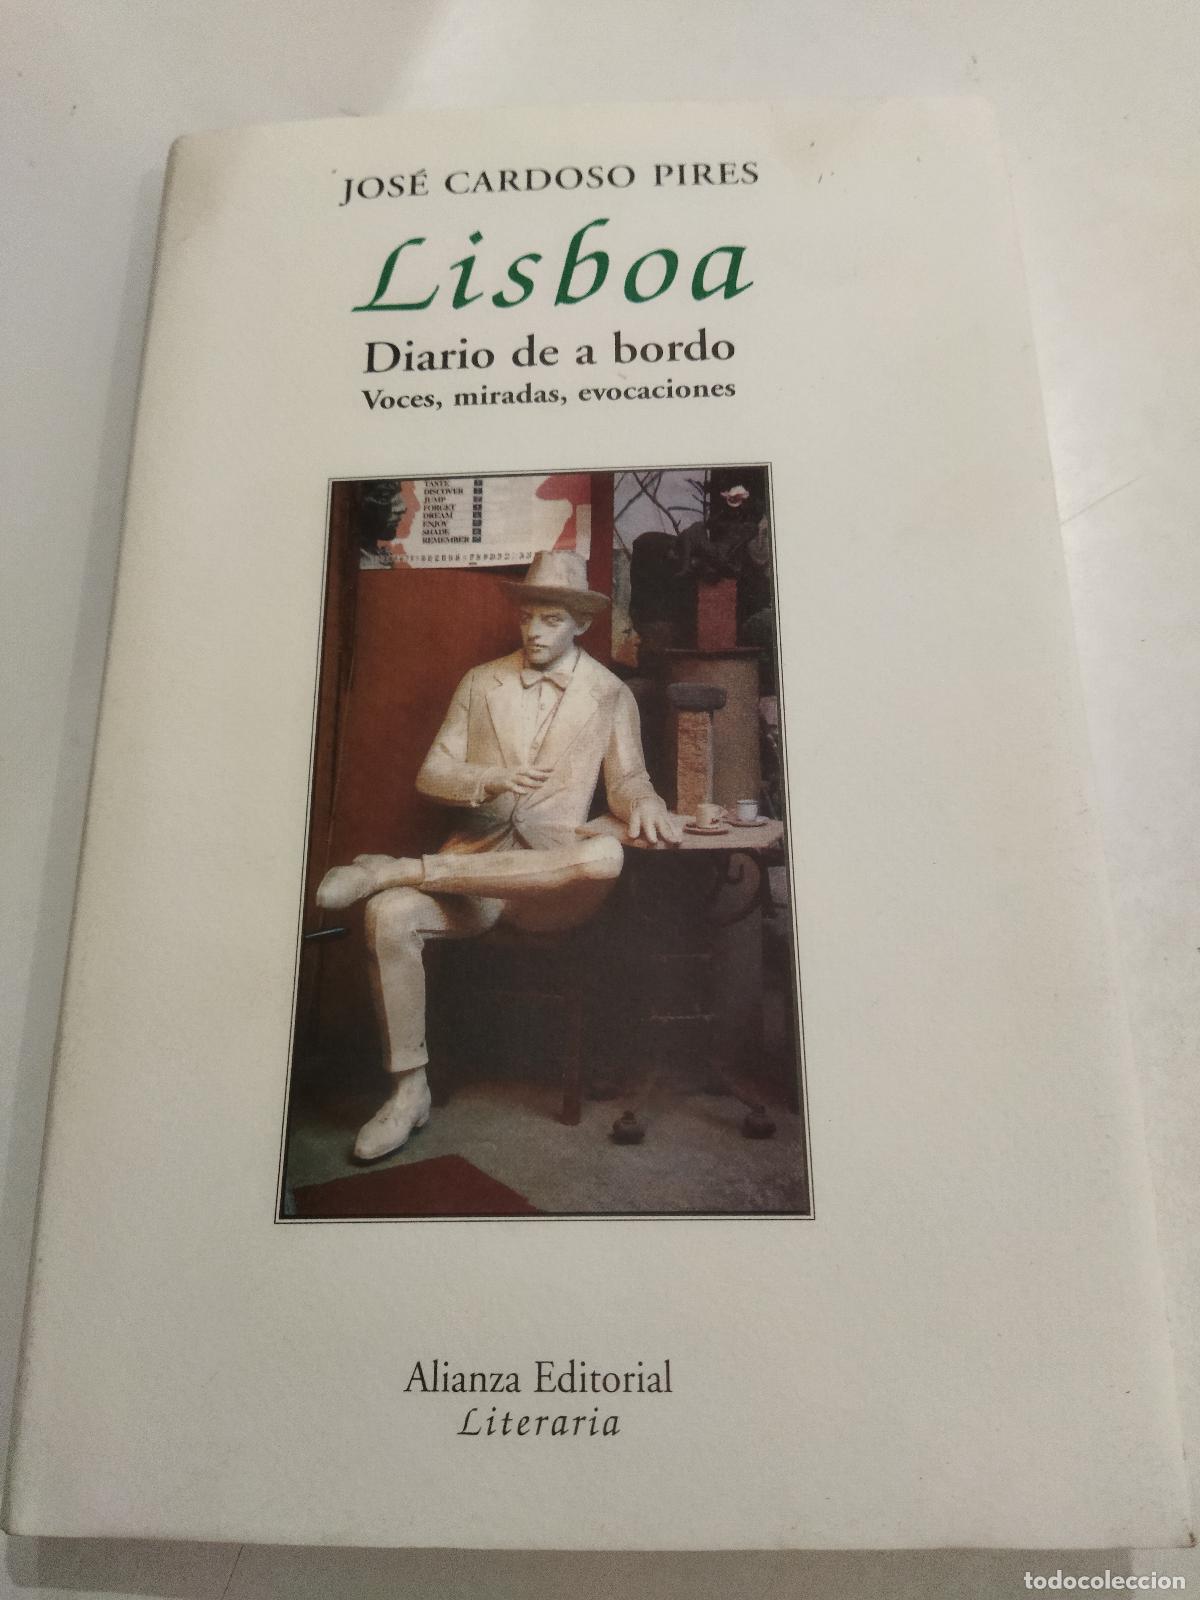 JOSÉ CARDOSO PIRES
Lisboa
Diario de a bordo
Voces, miradas, evocaciones
TASTE
DISCOVER
JUMP
FORGET
DREAM
ENJOY
SHADE
REMEMBER
Alianza Editorial
Literaria
todocoleccion